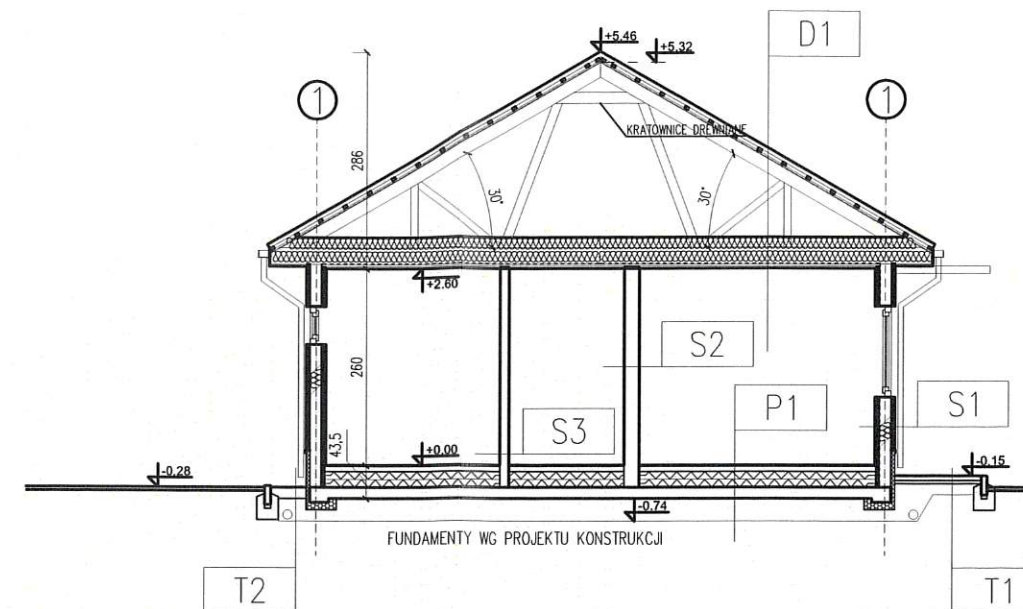 D1
+5.46
+5.32
1
1
KRATOWNICE DREWNIANE
286
30°
30°
+2.60
S2
260
P1
S1
S3
43,5
+0.00
-0.28
-0.15
-0.74
FUNDAMENTY WG PROJEKTU KONSTRUKCJI
T2
T1